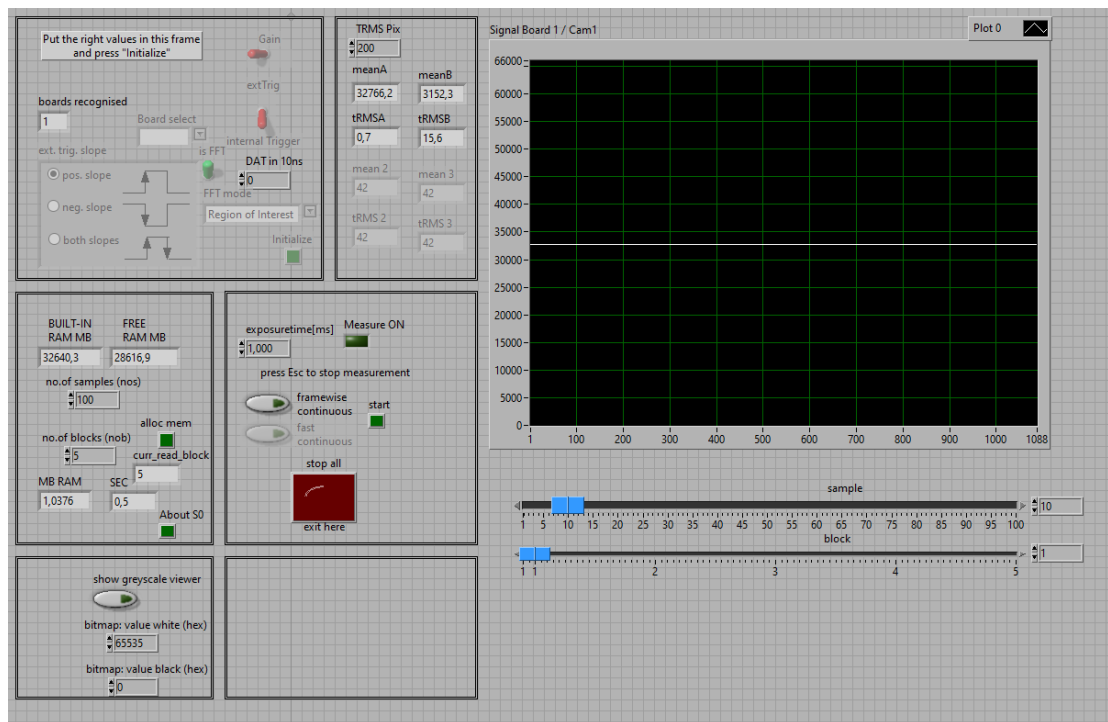 Put the right values in this frame
and press "Initialize"
Gain
extTrig
boards recognised
1
Board select
internal Trigger
ext. trig. slope
is FFT
DAT in 10ns
0
pos. slope
FFT mode
neg. slope
Region of Interest
both slopes
Initialize
TRMS Pix
200
meanA
meanB
32766,2
3152,3
tRMSA
tRMSB
0,7
15,6
mean 2
mean 3
42
42
tRMS 2
tRMS 3
42
42
Signal Board 1 / Cam1
Plot 0
66000
60000
55000
50000
45000
40000
35000
30000
25000
20000
15000
10000
5000
0
1 100 200 300 400 500 600 700 800 900 1000 1088
BUILT-IN
RAM MB
FREE
RAM MB
32640,3
28616,9
no.of samples (nos)
100
alloc mem
no.of blocks (nob)
5
curr_read_block
5
MB RAM
SEC
1,0376
0,5
About S0
exposuretime[ms]
Measure ON
1,000
press Esc to stop measurement
framewise
continuous
start
fast
continuous
stop all
exit here
sample
10
1 5 10 15 20 25 30 35 40 45 50 55 60 65 70 75 80 85 90 95 100
block
1
1 1 2 3 4 5
show greyscale viewer
bitmap: value white (hex)
65535
bitmap: value black (hex)
0